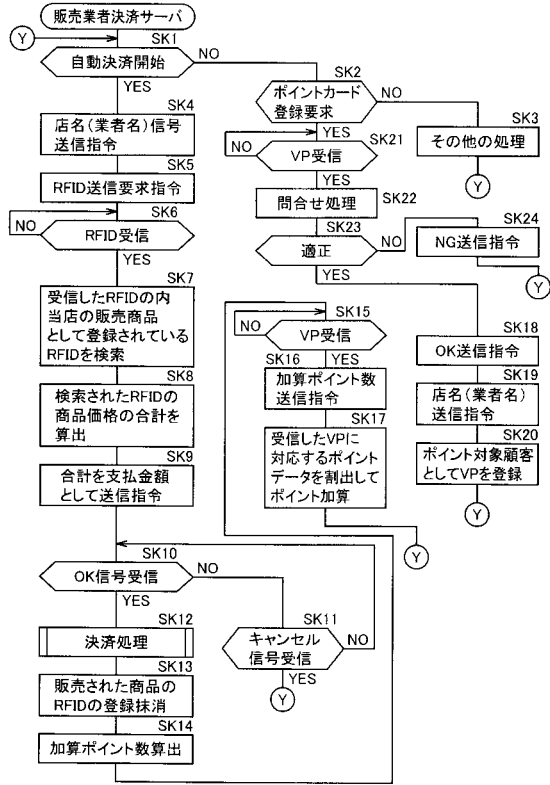 販売業者決済サーバ
Y
SK1
自動決済開始
NO
YES
SK2
ポイントカード
登録要求
NO
YES
SK3
その他の処理
Y
SK4
店名(業者名)信号
送信指令
SK5
RFID送信要求指令
SK6
RFID受信
NO
YES
SK7
受信したRFIDの内
当店の販売商品
として登録されている
RFIDを検索
SK8
検索されたRFIDの
商品価格の合計を
算出
SK9
合計を支払金額
として送信指令
SK10
OK信号受信
NO
YES
SK11
キャンセル
信号受信
NO
YES
Y
SK12
決済処理
SK13
販売された商品の
RFIDの登録抹消
SK14
加算ポイント数算出
SK15
VP受信
NO
YES
SK16
加算ポイント数
送信指令
SK17
受信したVPに
対応するポイント
データを割出して
ポイント加算
Y
SK21
VP受信
NO
YES
SK22
問合せ処理
SK23
適正
NO
YES
SK24
NG送信指令
Y
SK18
OK送信指令
SK19
店名(業者名)
送信指令
SK20
ポイント対象顧客
としてVPを登録
Y